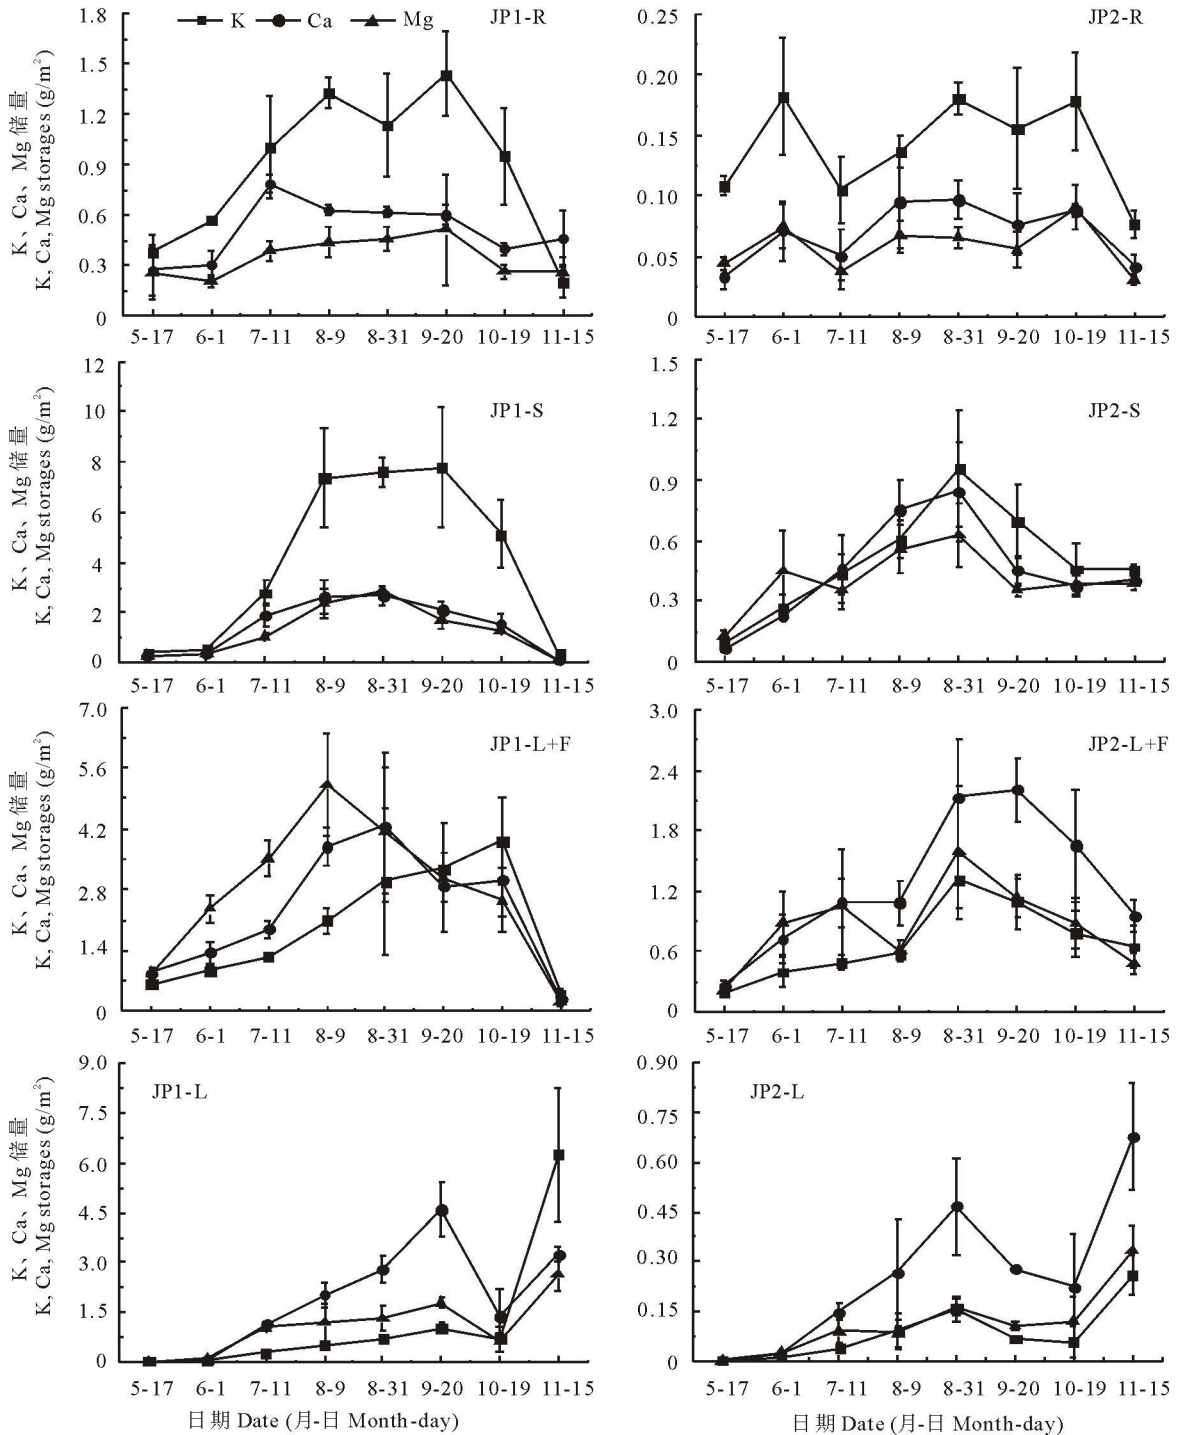 K Ca Mg
JP1-R
K、Ca、Mg 储量
K, Ca, Mg storages (g/m²)
1.8
1.5
1.2
0.9
0.6
0.3
0
5-17 6-1 7-11 8-9 8-31 9-20 10-19 11-15
JP2-R
0.25
0.20
0.15
0.10
0.05
0
5-17 6-1 7-11 8-9 8-31 9-20 10-19 11-15
JP1-S
K、Ca、Mg 储量
K, Ca, Mg storages (g/m²)
12
10
8
6
4
2
0
5-17 6-1 7-11 8-9 8-31 9-20 10-19 11-15
JP2-S
1.5
1.2
0.9
0.6
0.3
0
5-17 6-1 7-11 8-9 8-31 9-20 10-19 11-15
JP1-L+F
K、Ca、Mg 储量
K, Ca, Mg storages (g/m²)
7.0
5.6
4.2
2.8
1.4
0
5-17 6-1 7-11 8-9 8-31 9-20 10-19 11-15
JP2-L+F
3.0
2.4
1.8
1.2
0.6
0
5-17 6-1 7-11 8-9 8-31 9-20 10-19 11-15
JP1-L
K、Ca、Mg 储量
K, Ca, Mg storages (g/m²)
9.0
7.5
6.0
4.5
3.0
1.5
0
5-17 6-1 7-11 8-9 8-31 9-20 10-19 11-15
日期 Date (月-日 Month-day)
JP2-L
0.90
0.75
0.60
0.45
0.30
0.15
0
5-17 6-1 7-11 8-9 8-31 9-20 10-19 11-15
日期 Date (月-日 Month-day)